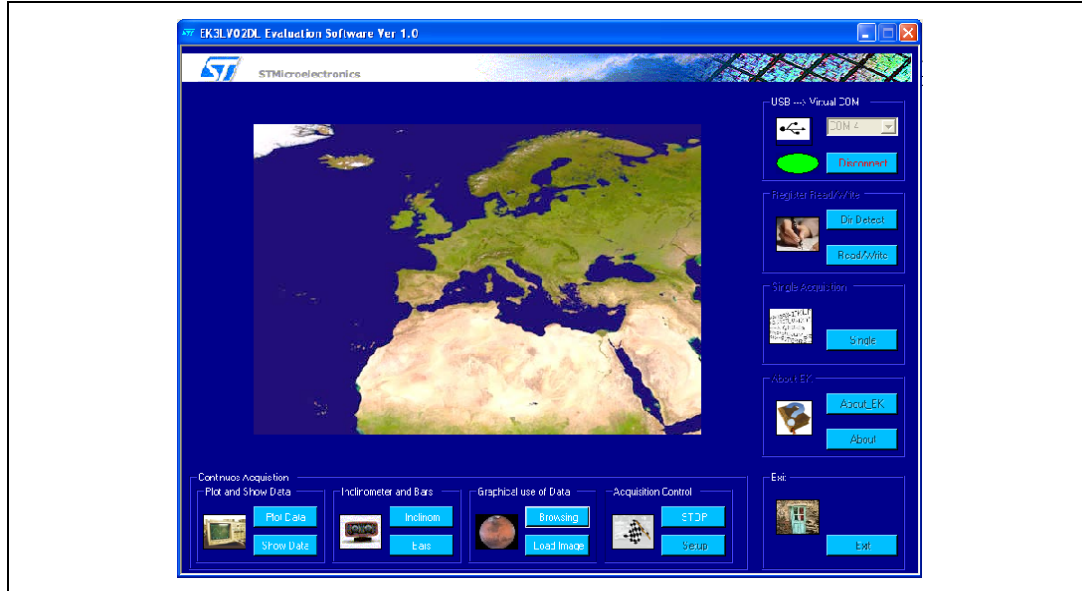 EK3LV02DL Evaluation Software Ver 1.0
ST
STMicroelectronics
USB ---> Virtual COM
COM 4
Disconnect
Register Read/Write
Dir Detect
Read/Write
Single Acquistion
Single
About EK
About_EK
About
Continuos Acquistion
Plot and Show Data
Plot Data
Show Data
Inclinometer and Bars
Inclinom
Bars
Graphical use of Data
Browsing
Load Image
Acquisition Control
STOP
Setup
Exit
Exit